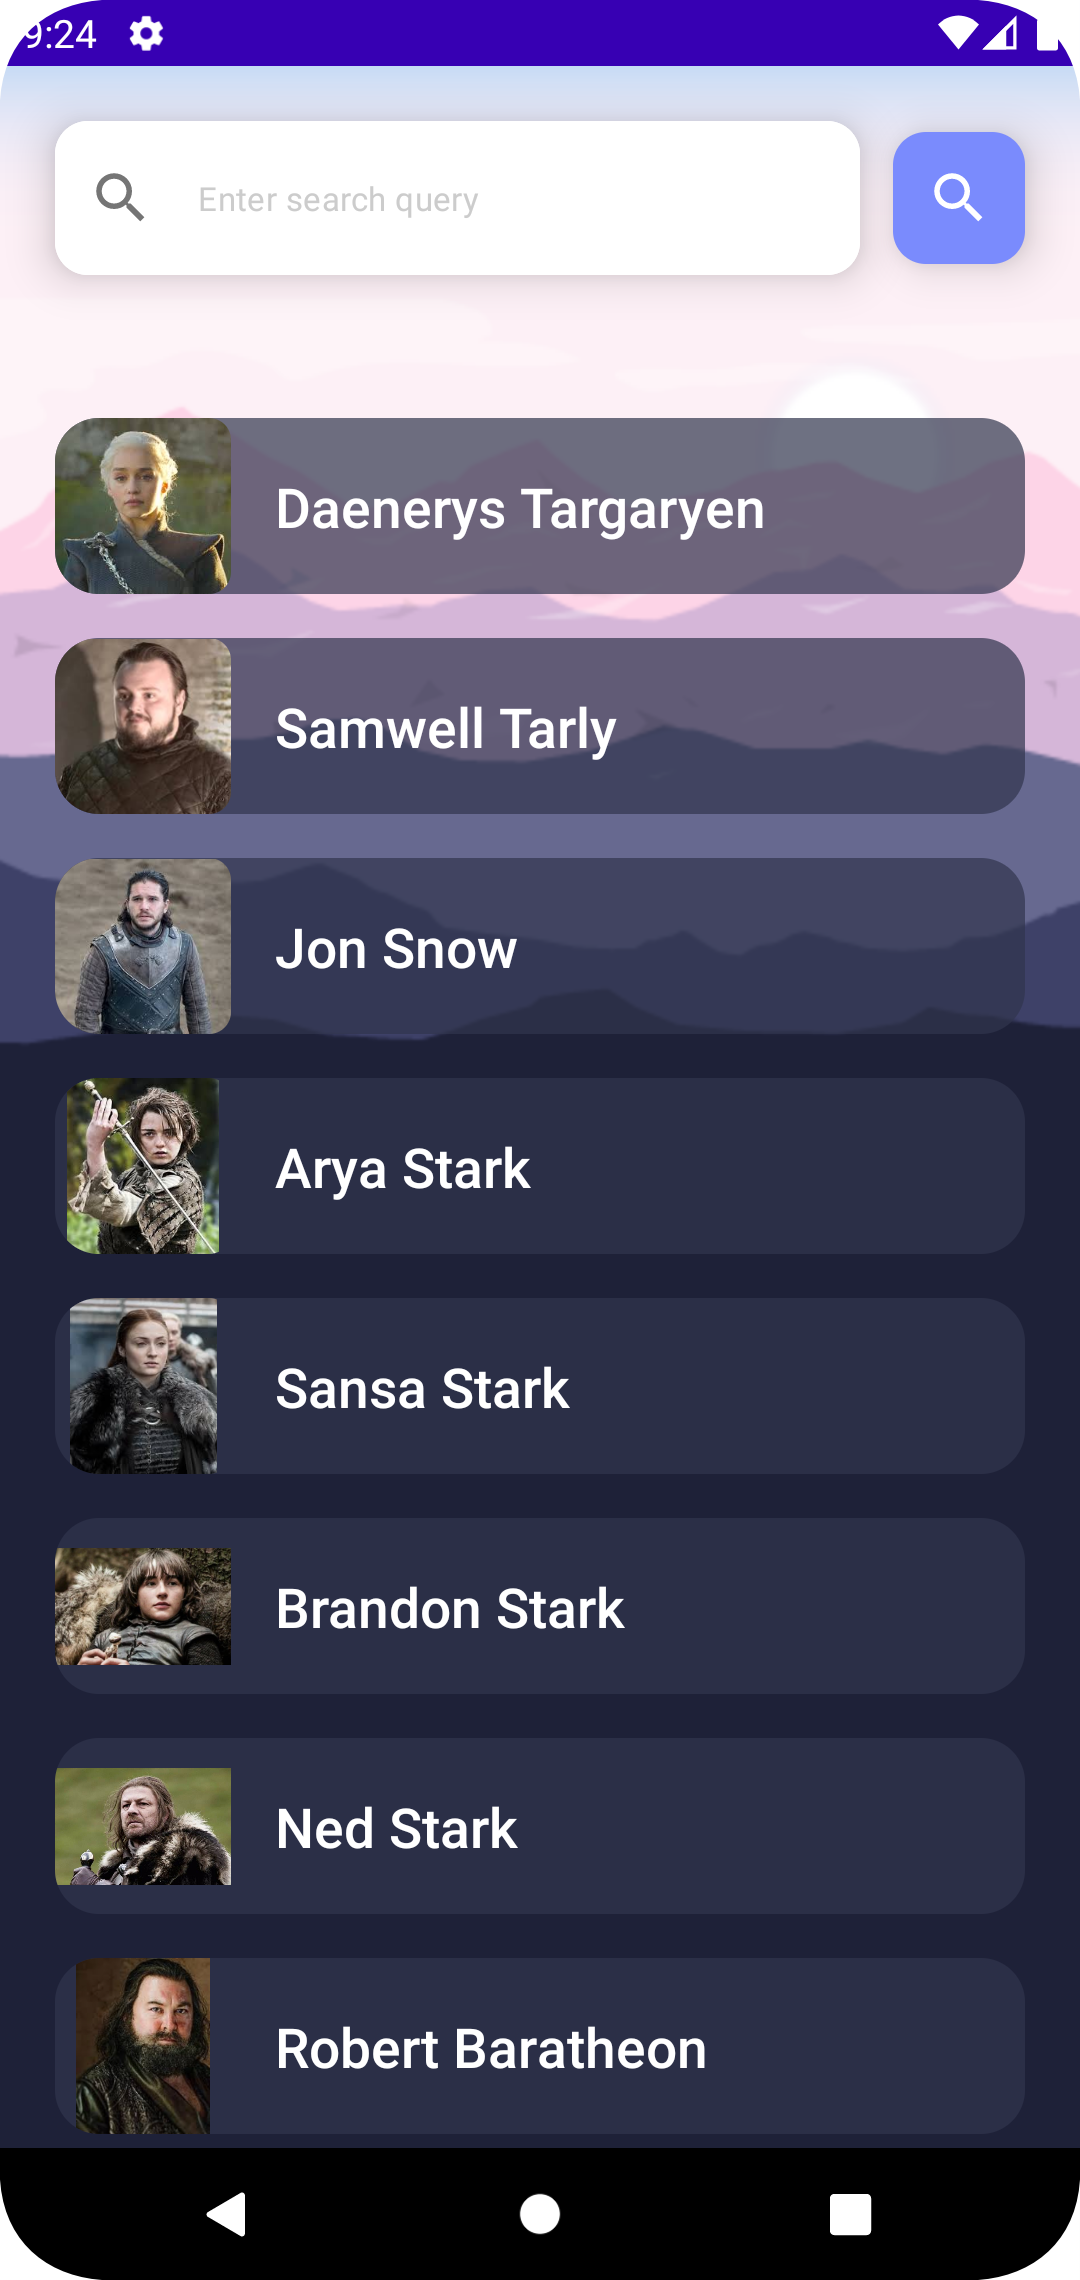 9:24
Enter search query
Daenerys Targaryen
Samwell Tarly
Jon Snow
Arya Stark
Sansa Stark
Brandon Stark
Ned Stark
Robert Baratheon